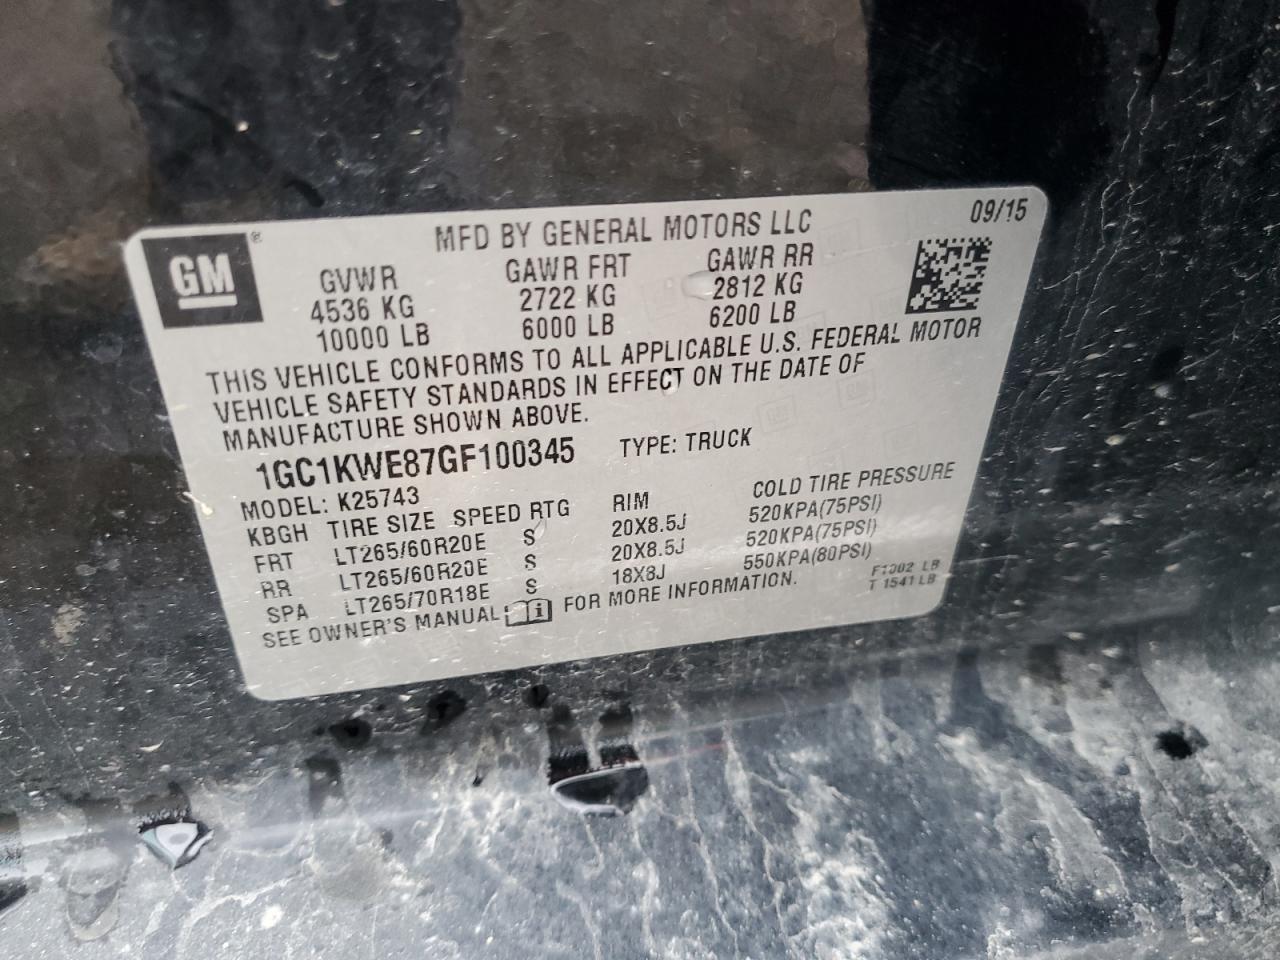 09/15
MFD BY GENERAL MOTORS LLC
GM ®
GVWR GAWR FRT GAWR RR
4536 KG 2722 KG 2812 KG
10000 LB 6000 LB 6200 LB
THIS VEHICLE CONFORMS TO ALL APPLICABLE U.S. FEDERAL MOTOR
VEHICLE SAFETY STANDARDS IN EFFECT ON THE DATE OF
MANUFACTURE SHOWN ABOVE.
1GC1KWE87GF100345 TYPE: TRUCK
MODEL: K25743
KBGH TIRE SIZE SPEED RTG RIM COLD TIRE PRESSURE
FRT LT265/60R20E S 20X8.5J 520KPA(75PSI)
RR LT265/60R20E S 20X8.5J 520KPA(75PSI)
SPA LT265/70R18E S 18X8J 550KPA(80PSI)
SEE OWNER'S MANUAL FOR MORE INFORMATION.
LB
T 1541 LB